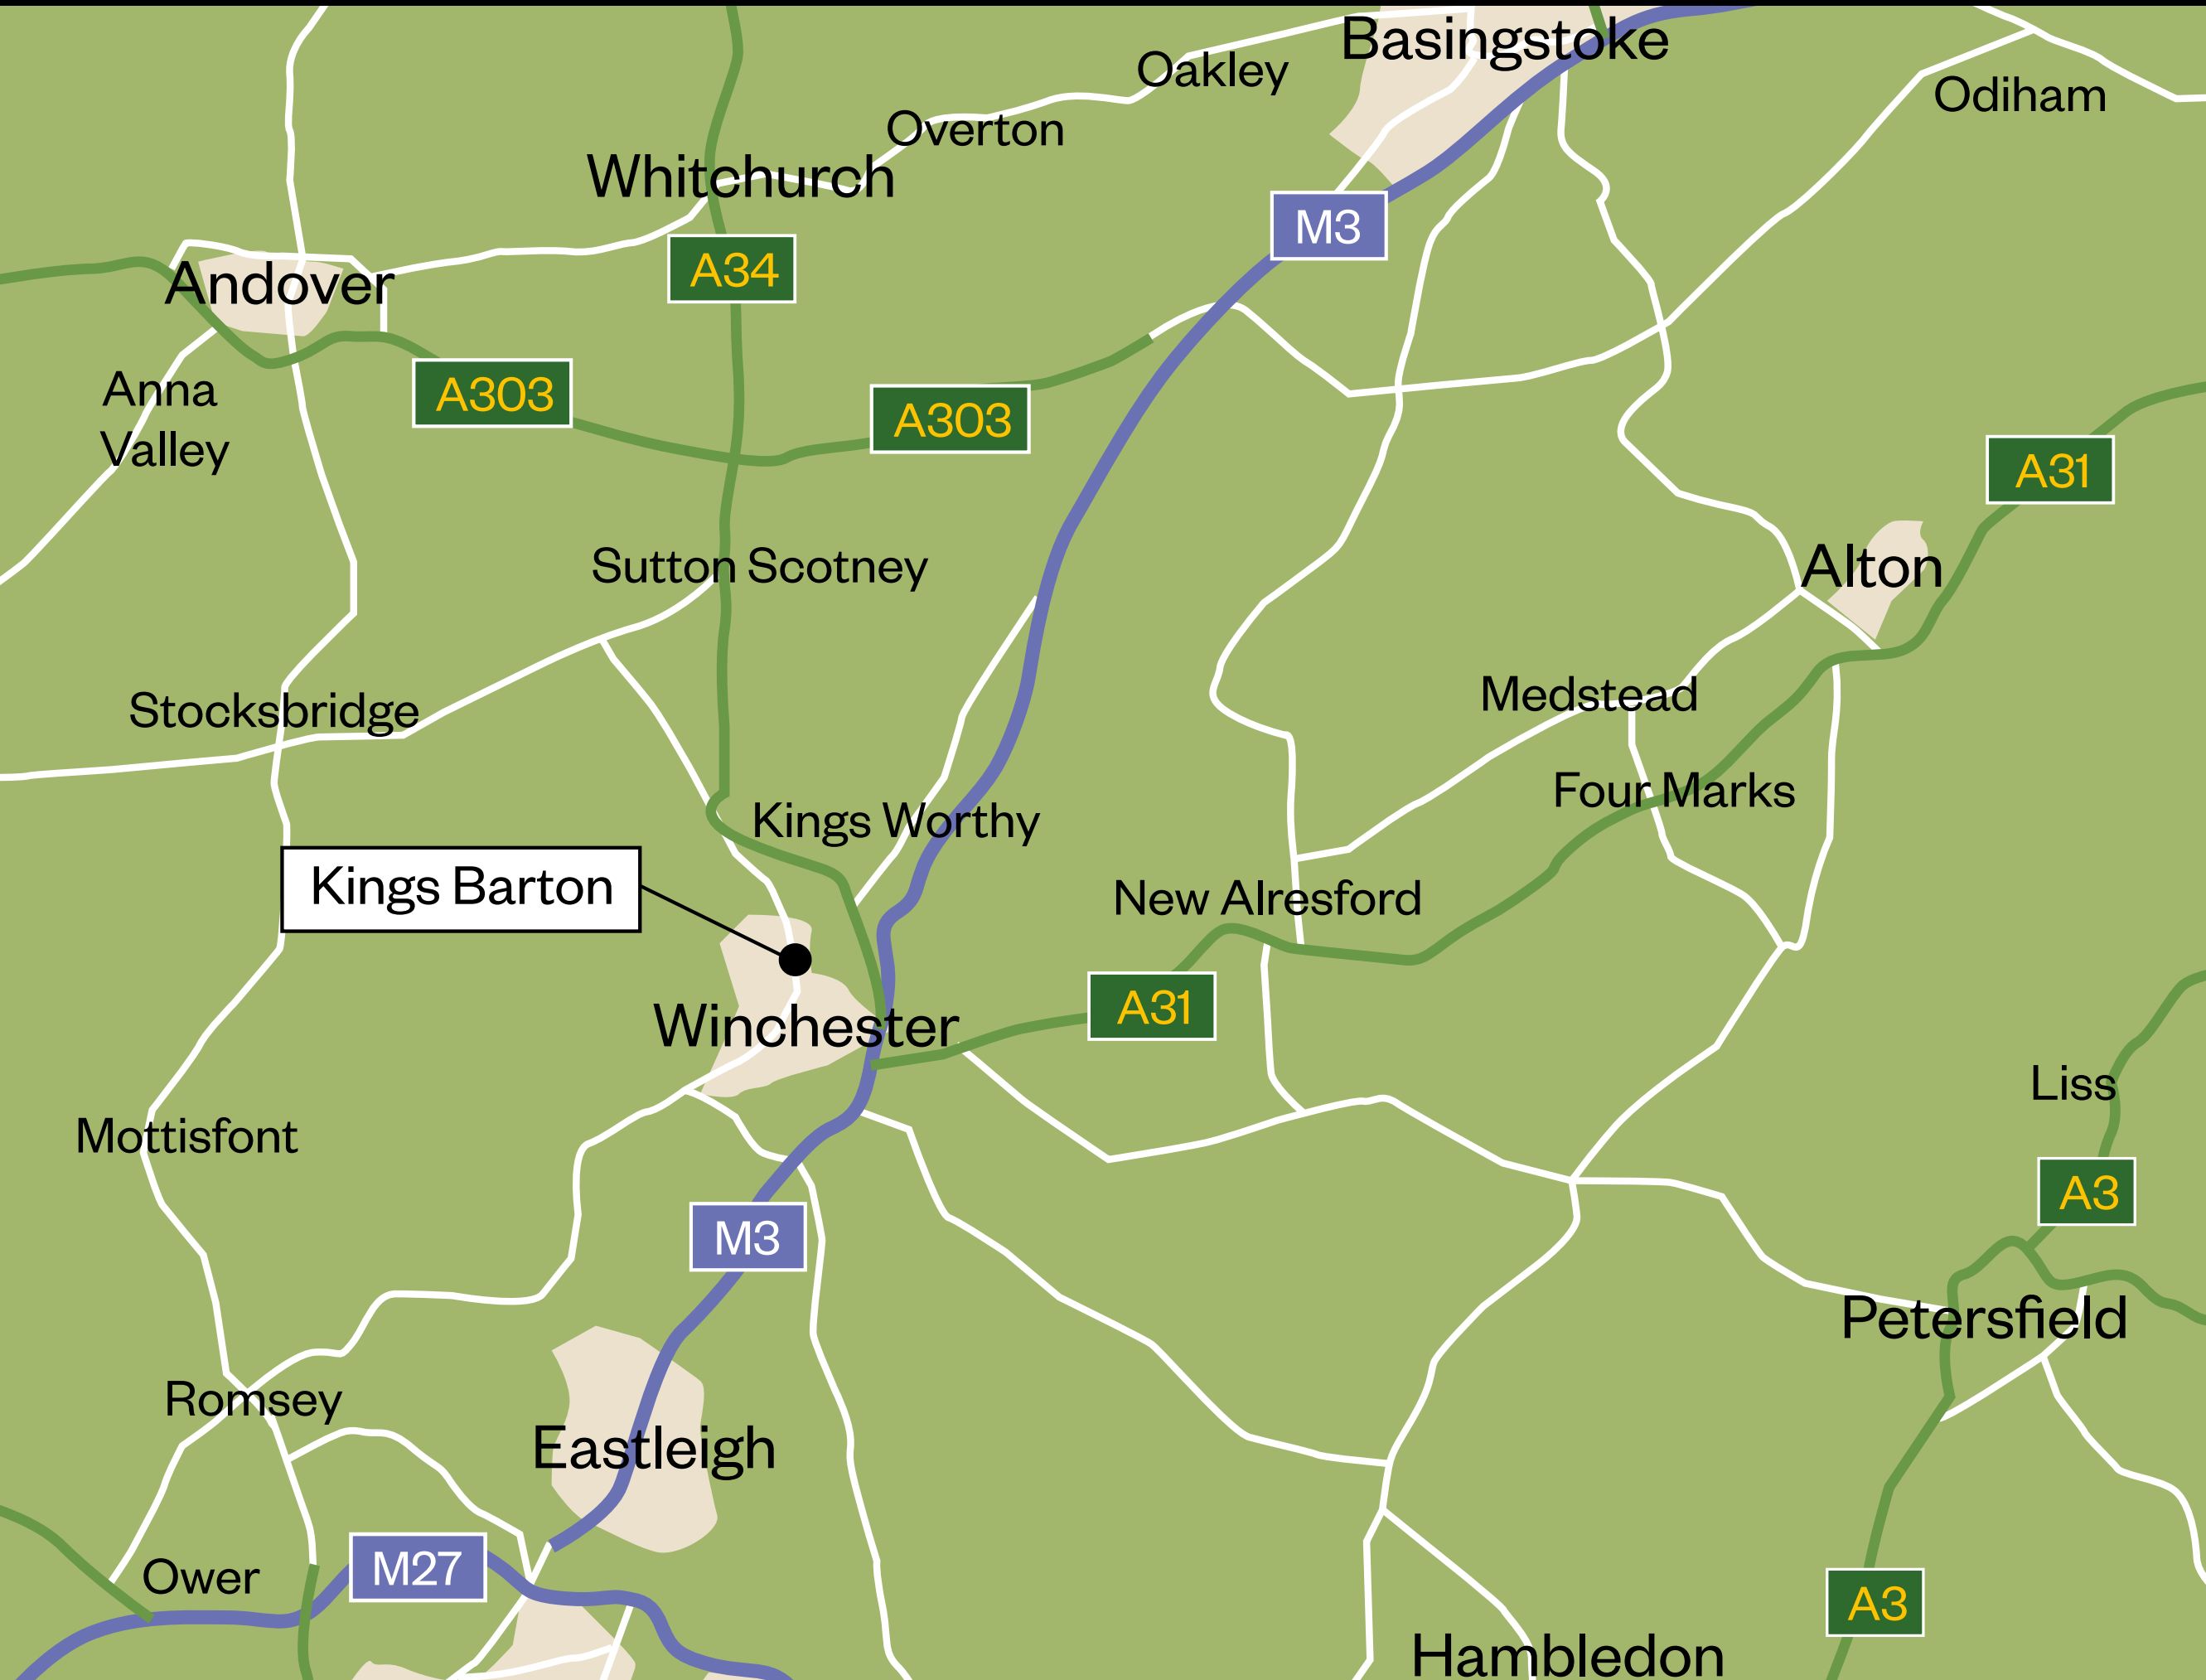 Basingstoke
Oakley
Odiham
Overton
Whitchurch
M3
A34
Andover
Anna
Valley
A303
A303
A31
Sutton Scotney
Alton
Stocksbridge
Medstead
Four Marks
Kings Worthy
Kings Barton
New Alresford
A31
Winchester
Liss
Mottisfont
A3
M3
Petersfield
Romsey
Eastleigh
M27
Ower
A3
Hambledon